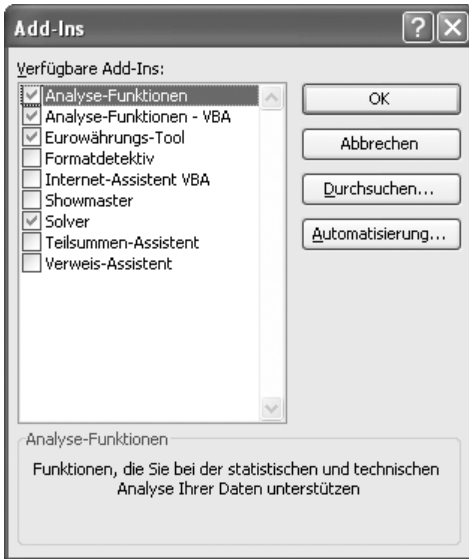 Add-Ins
Verfügbare Add-Ins:
Analyse-Funktionen
Analyse-Funktionen - VBA
Eurowährungs-Tool
Formatdetektiv
Internet-Assistent VBA
Showmaster
Solver
Teilsummen-Assistent
Verweis-Assistent
OK
Abbrechen
Durchsuchen...
Automatisierung...
Analyse-Funktionen
Funktionen, die Sie bei der statistischen und technischen
Analyse Ihrer Daten unterstützen